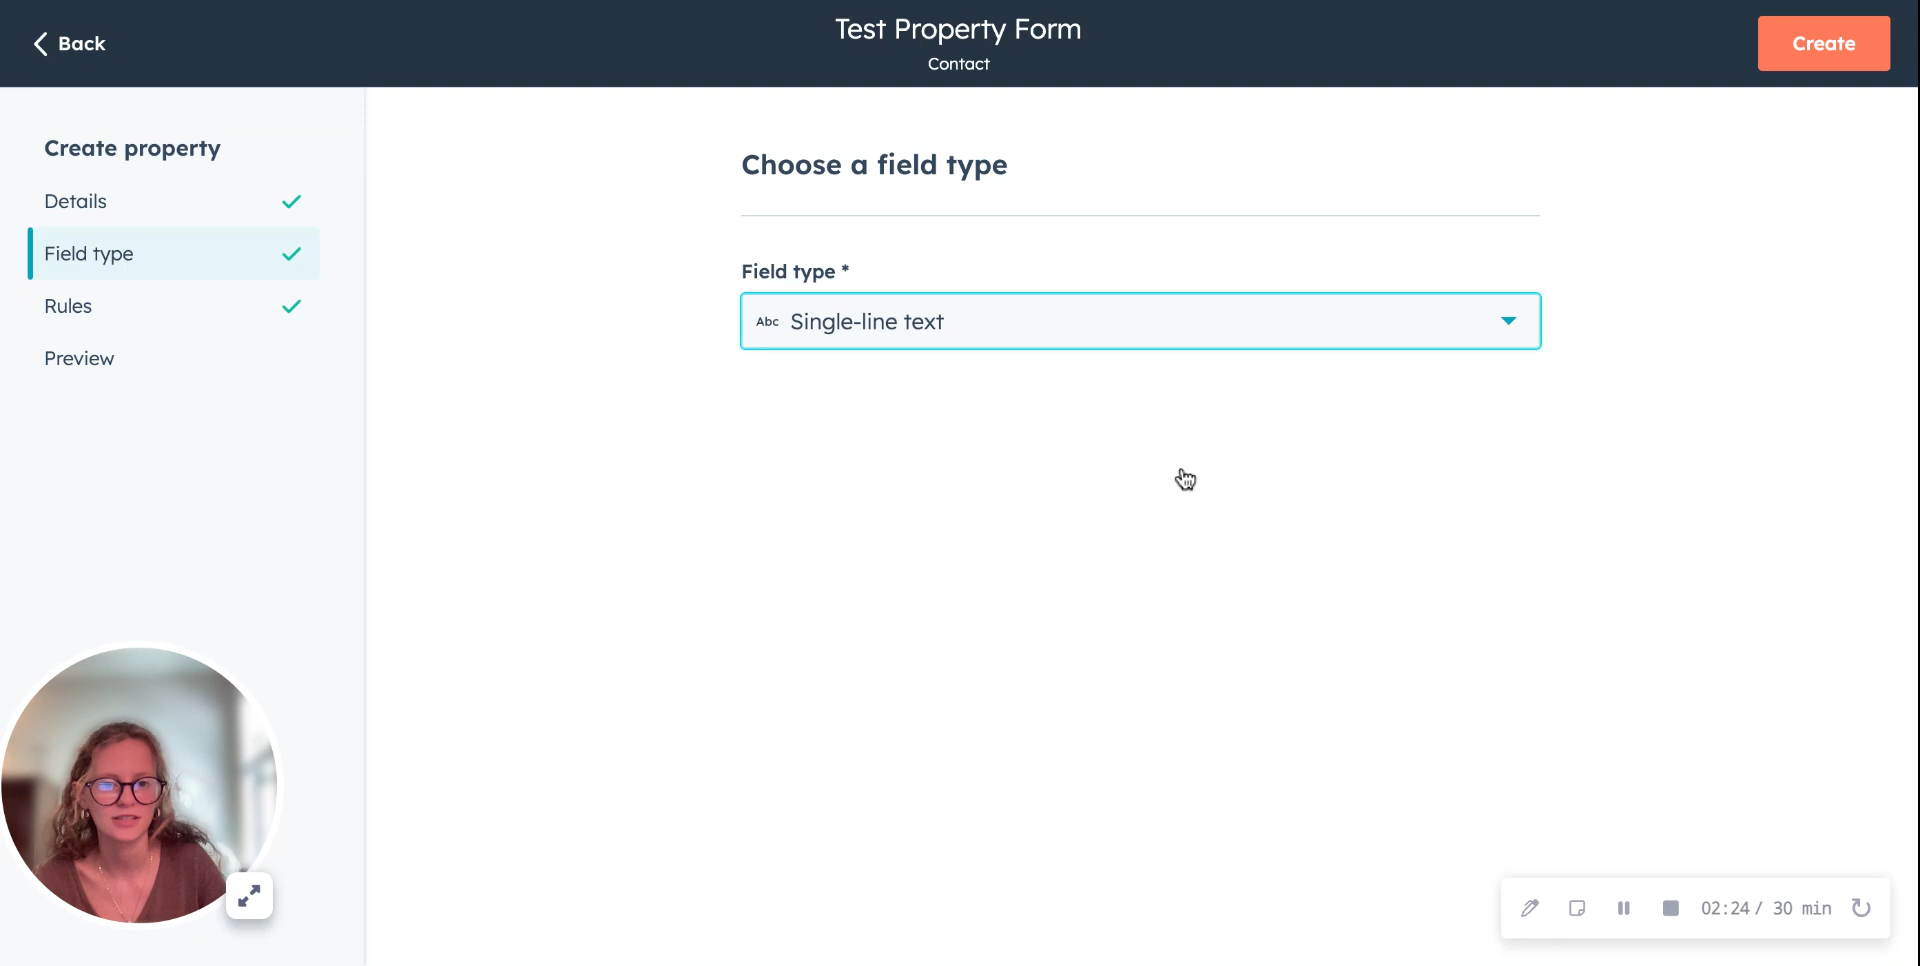 Back
Test Property Form
Contact
Create
Create property
Details
Field type
Rules
Preview
Choose a field type
Field type *
Abc Single-line text
02:24 / 30 min